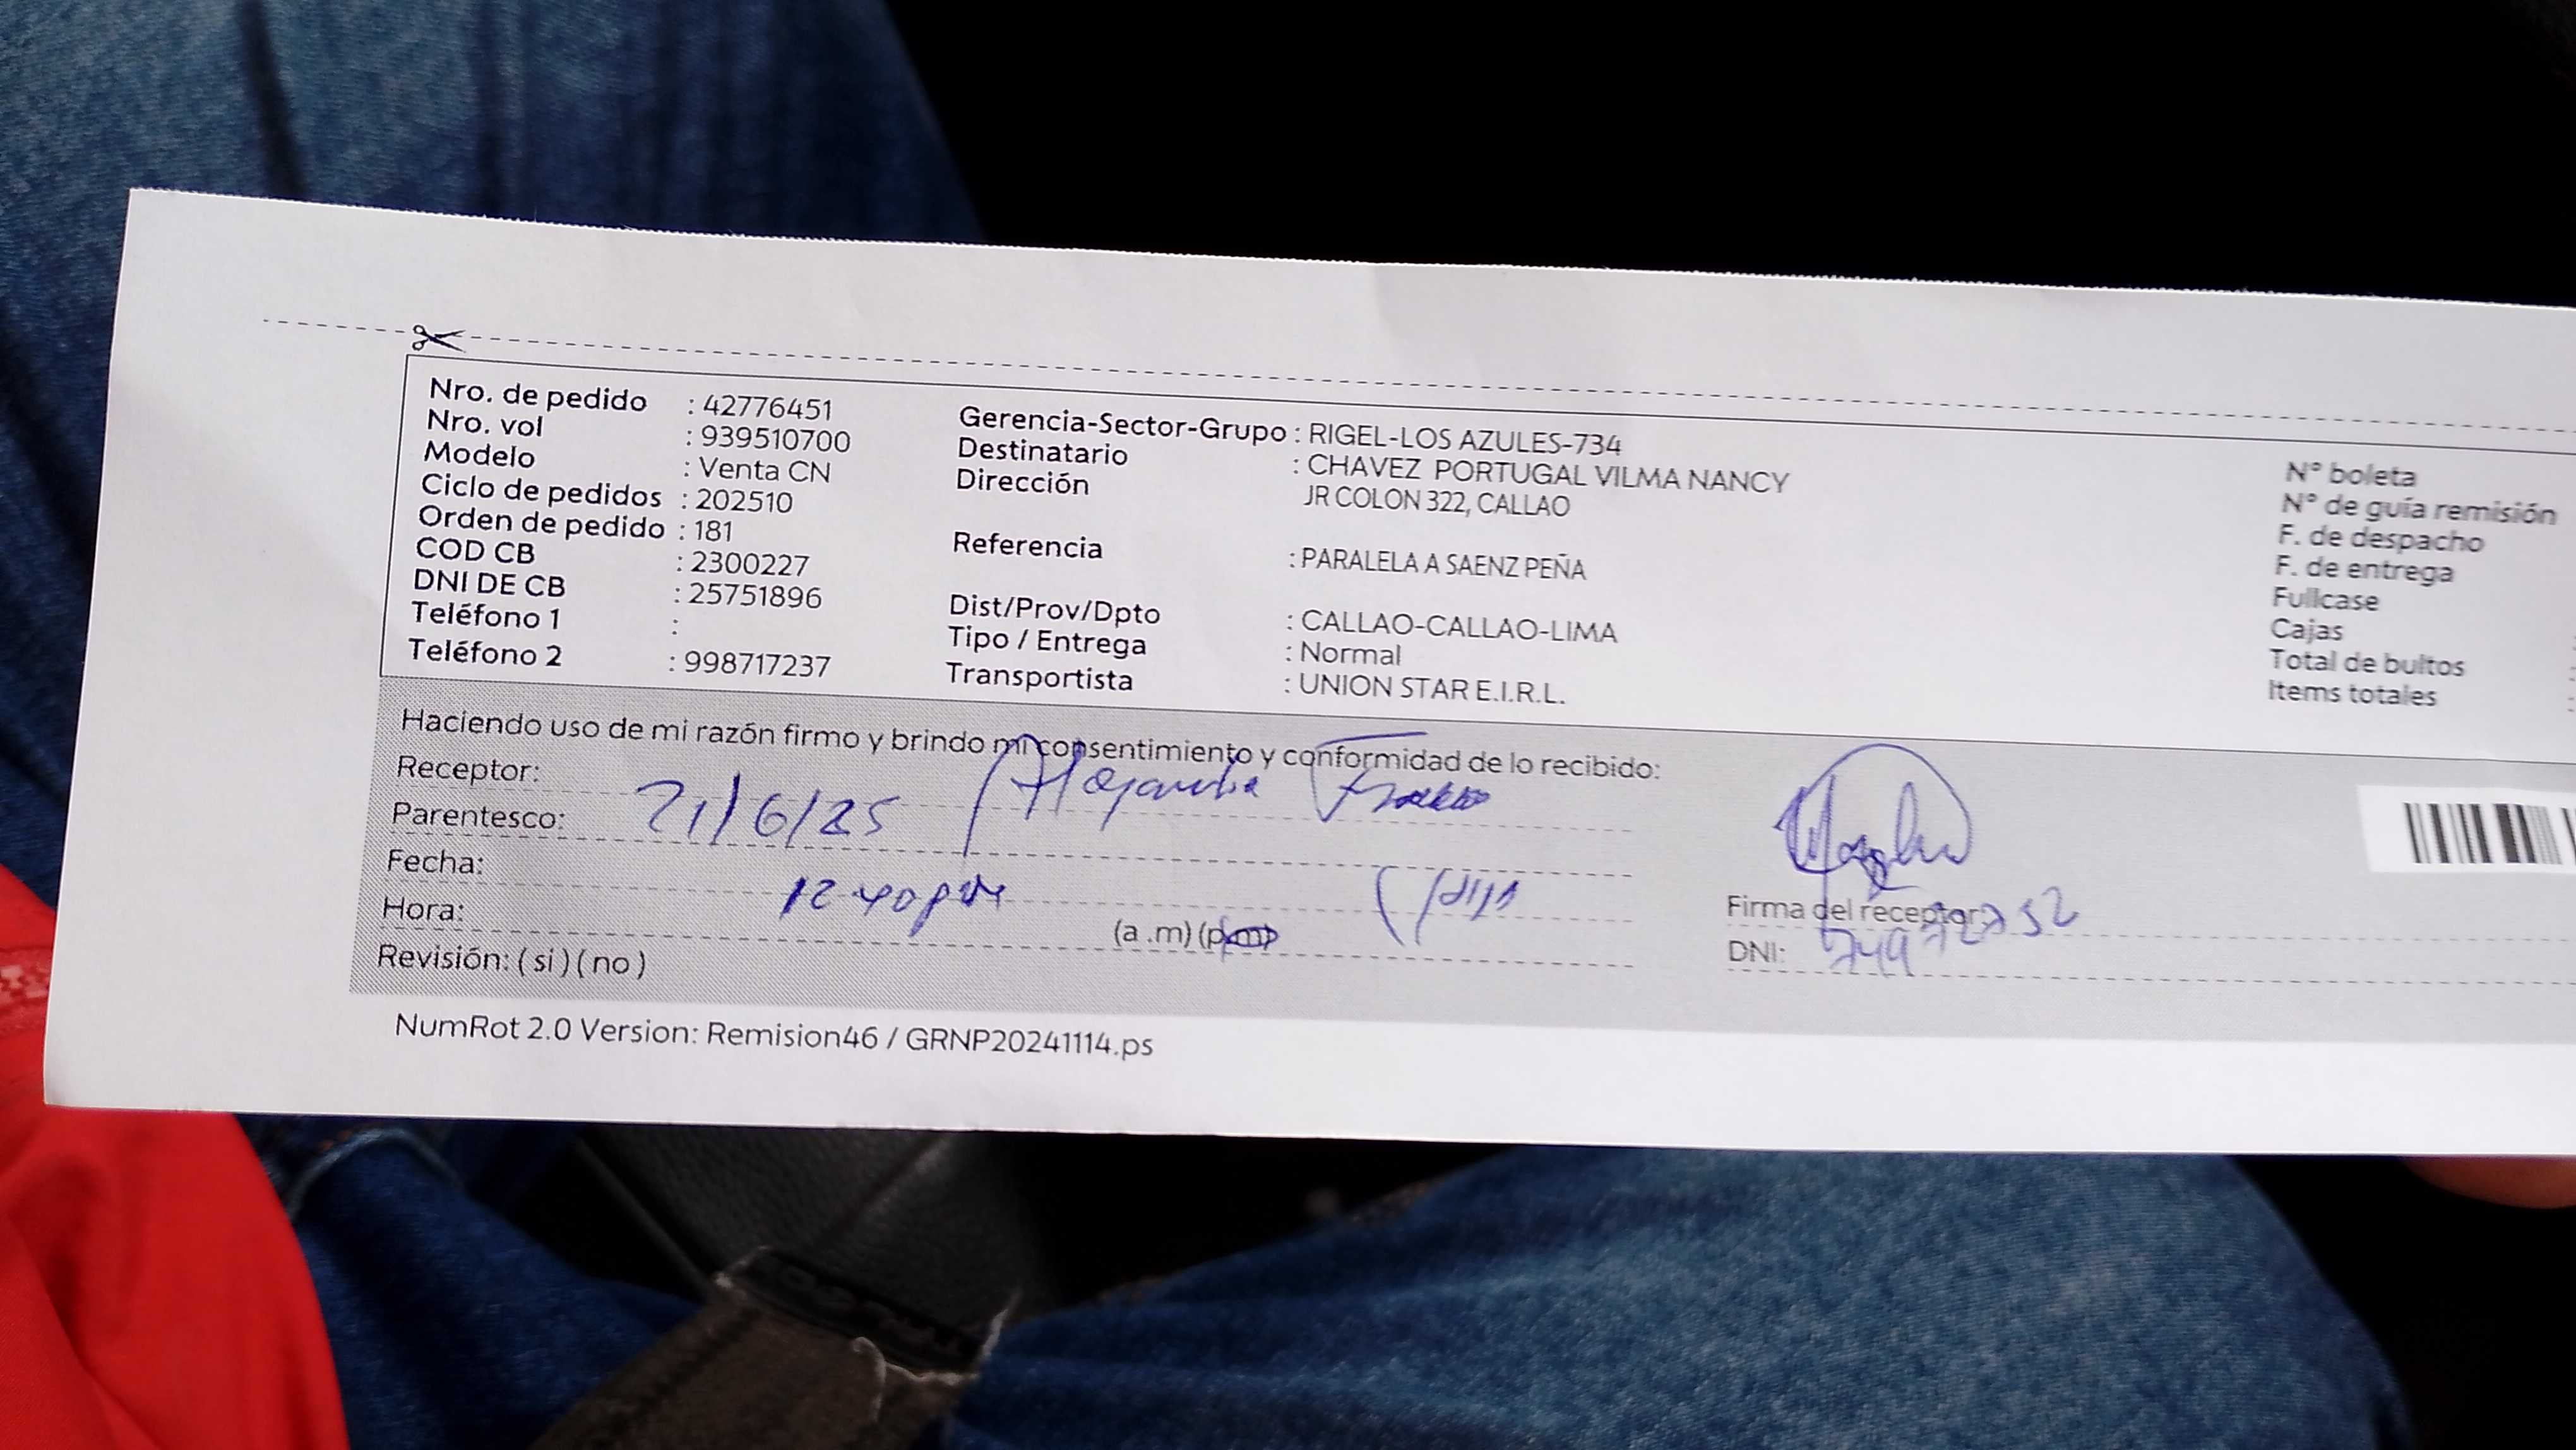 Nro. de pedido : 42776451
Nro. vol : 939510700
Modelo : Venta CN
Ciclo de pedidos : 202510
Orden de pedido : 181
COD CB : 2300227
DNI DE CB : 25751896
Teléfono 1 :
Teléfono 2 : 998717237
Gerencia-Sector-Grupo : RIGEL-LOS AZULES-734
Destinatario : CHAVEZ PORTUGAL VILMA NANCY
Dirección JR COLON 322, CALLAO
Referencia : PARALELA A SAENZ PEÑA
Dist/Prov/Dpto : CALLAO-CALLAO-LIMA
Tipo / Entrega : Normal
Transportista : UNION STAR E.I.R.L.
N° boleta
N° de guía remisión
F. de despacho
F. de entrega
Fullcase
Cajas
Total de bultos
Items totales
Haciendo uso de mi razón firmo y brindo mi consentimiento y conformidad de lo recibido:
Receptor:
Parentesco: 21/6/25
Fecha:
Hora: 12 40 pm (a .m) (p.m)
Revisión: ( si ) ( no )
Firma del receptor
DNI:
NumRot 2.0 Version: Remision46 / GRNP20241114.ps